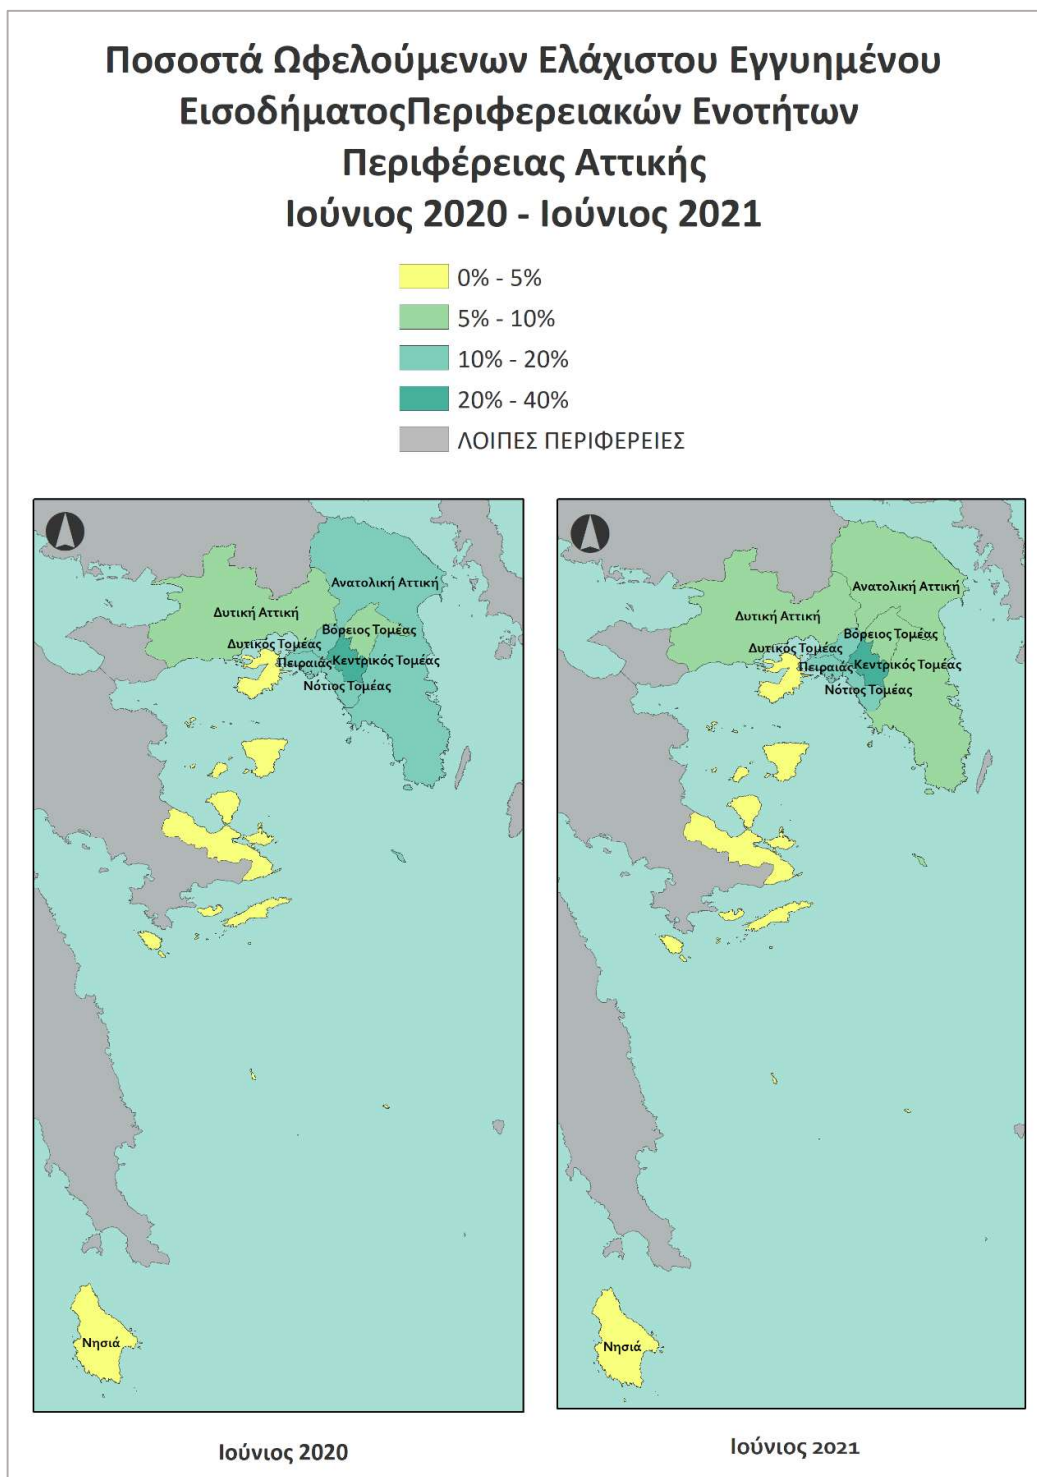 Ποσοστά Ωφελούμενων Ελάχιστου Εγγυημένου
ΕισοδήματοςΠεριφερειακών Ενοτήτων
Περιφέρειας Αττικής
Ιούνιος 2020 - Ιούνιος 2021
0% - 5%
5% - 10%
10% - 20%
20% - 40%
ΛΟΙΠΕΣ ΠΕΡΙΦΕΡΕΙΕΣ
Ανατολική Αττική
Δυτική Αττική
Βόρειος Τομέας
Δυτικός Τομέας
Πειραιάς
Κεντρικός Τομέας
Νότιος Τομέας
Νησιά
Ιούνιος 2020
Ανατολική Αττική
Δυτική Αττική
Βόρειος Τομέας
Δυτικός Τομέας
Πειραιάς
Κεντρικός Τομέας
Νότιος Τομέας
Νησιά
Ιούνιος 2021